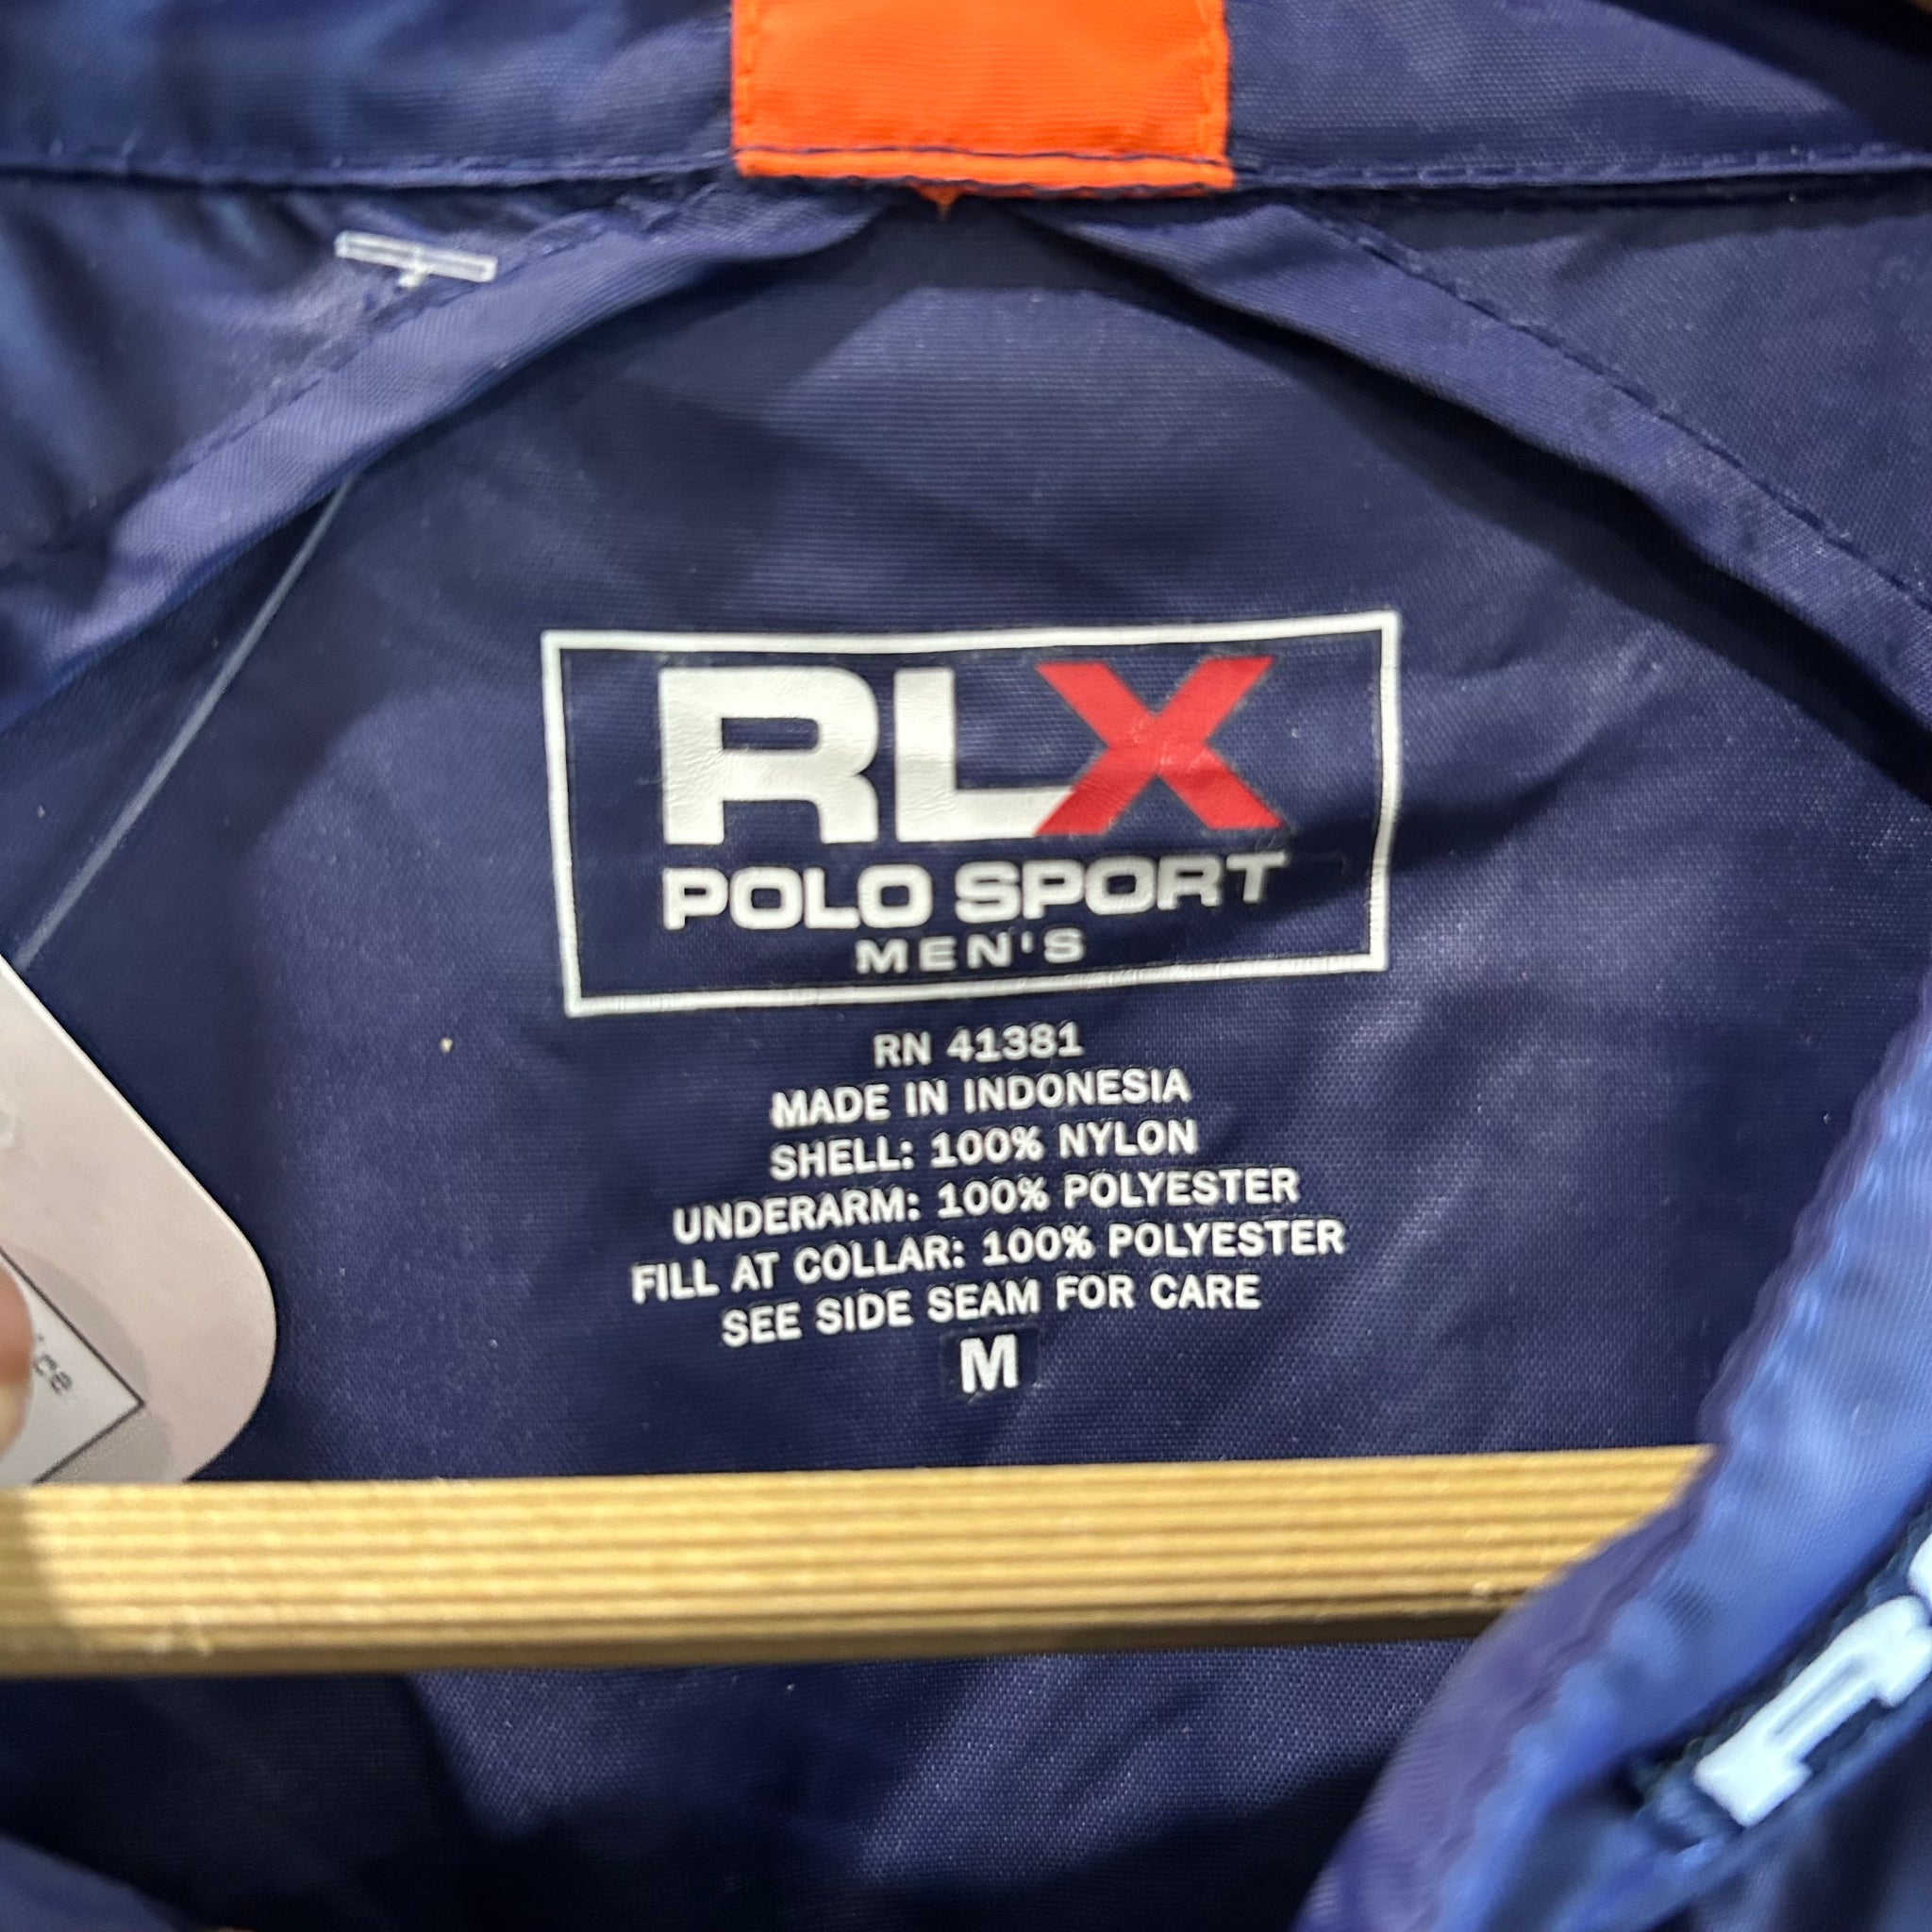 RLX
POLO SPORT
MEN'S
RN 41381
MADE IN INDONESIA
SHELL: 100% NYLON
UNDERARM: 100% POLYESTER
FILL AT COLLAR: 100% POLYESTER
SEE SIDE SEAM FOR CARE
M